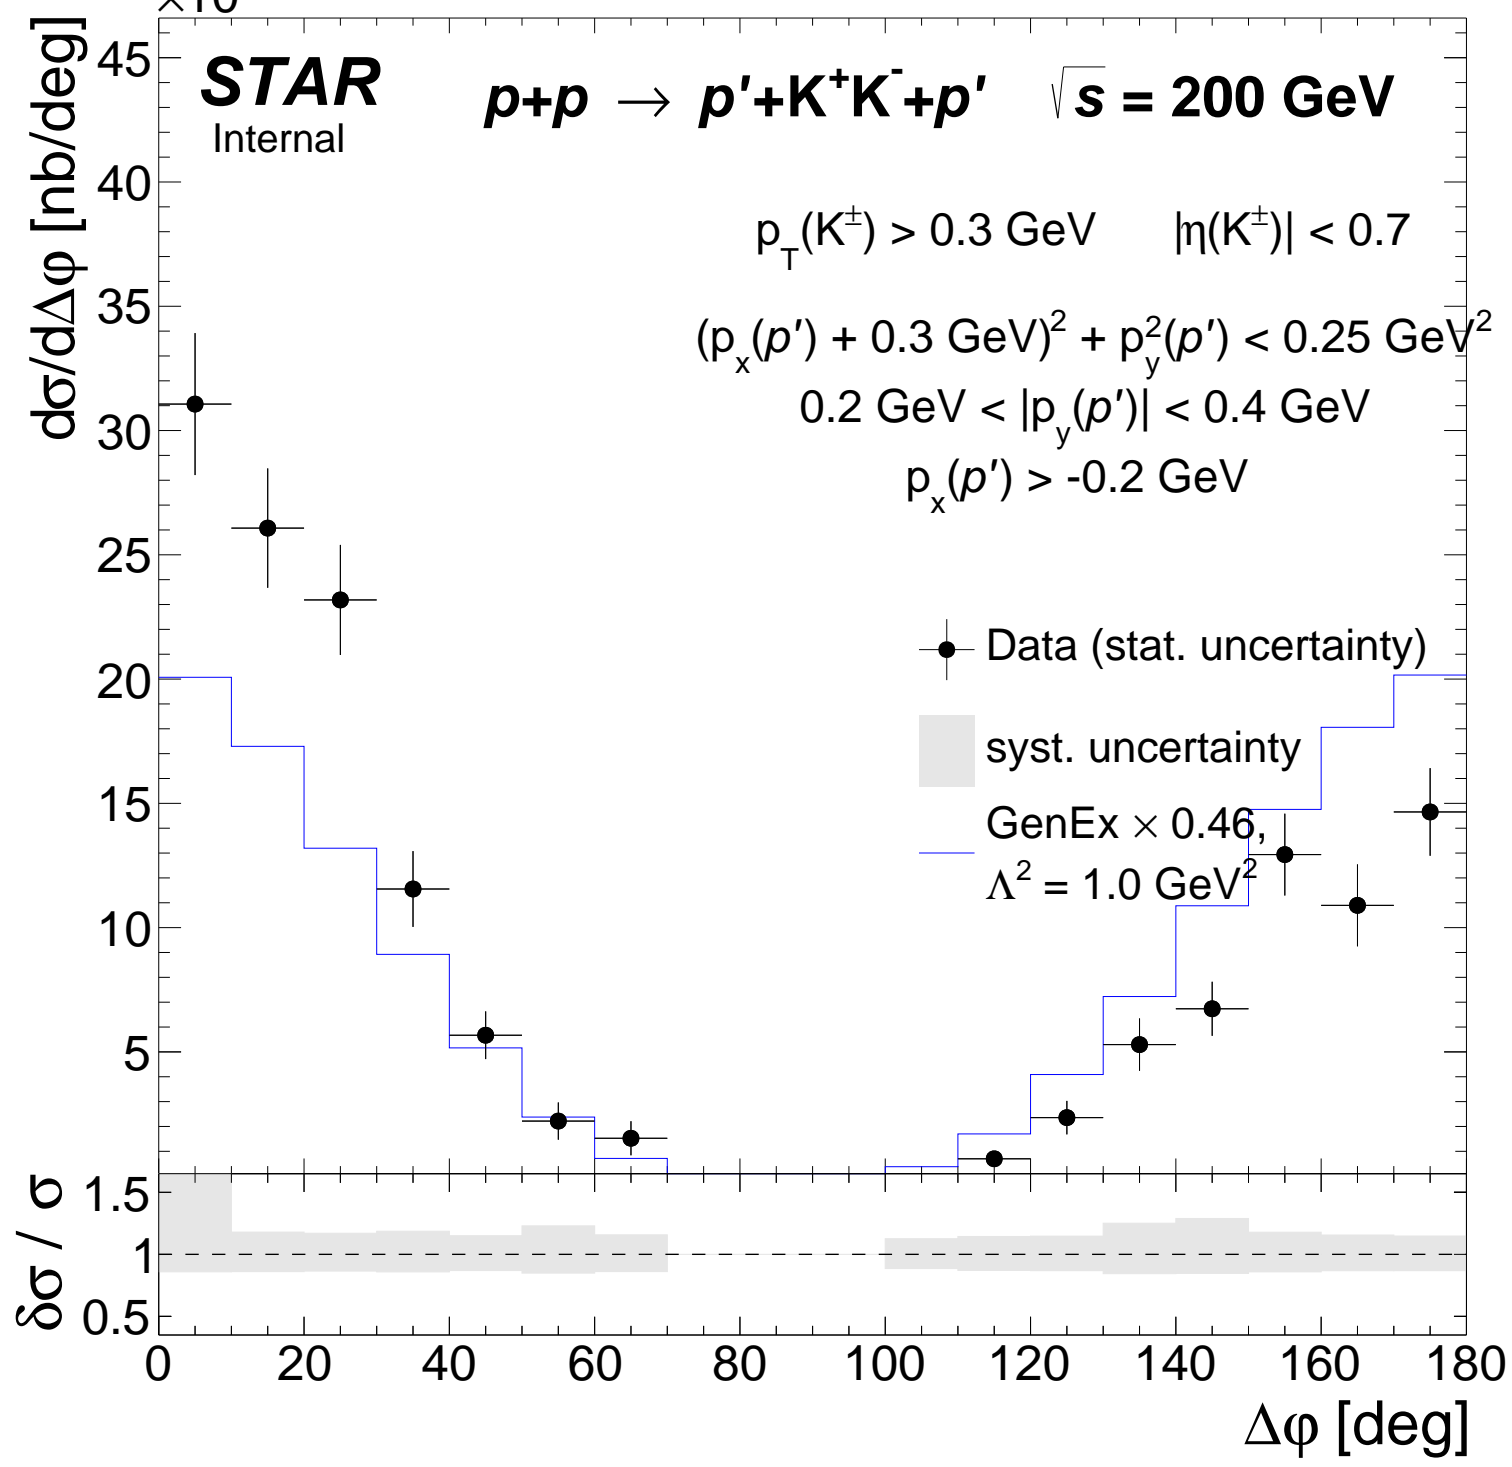 ×10
STAR
Internal
p+p → p′+K⁺K⁻+p′ √s = 200 GeV
p_T(K^±) > 0.3 GeV |η(K^±)| < 0.7
(p_x(p′) + 0.3 GeV)² + p_y²(p′) < 0.25 GeV²
0.2 GeV < |p_y(p′)| < 0.4 GeV
p_x(p′) > -0.2 GeV
Data (stat. uncertainty)
syst. uncertainty
GenEx × 0.46,
Λ² = 1.0 GeV²
dσ/dΔφ [nb/deg]
45
40
35
30
25
20
15
10
5
δσ / σ
1.5
1
0.5
0 20 40 60 80 100 120 140 160 180
Δφ [deg]